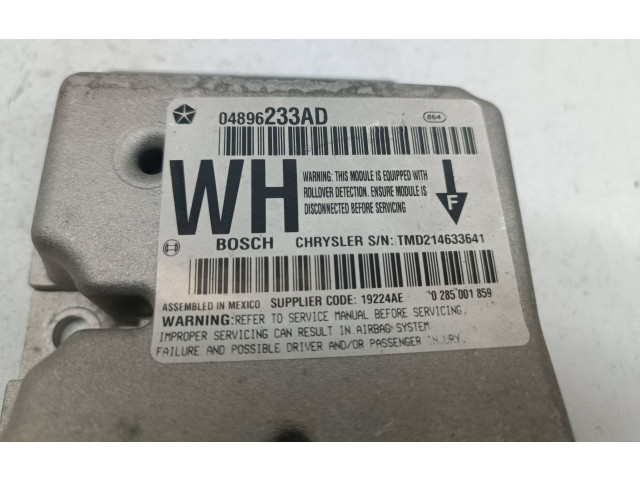 04896233AD
864
WH
WARNING: THIS MODULE IS EQUIPPED WITH
ROLLOVER DETECTION. ENSURE MODULE IS
DISCONNECTED BEFORE SERVICING
F
BOSCH CHRYSLER S/N: TMD214633641
ASSEMBLED IN MEXICO SUPPLIER CODE: 19224AE 0 285 001 859
WARNING:REFER TO SERVICE MANUAL BEFORE SERVICING.
IMPROPER SERVICING CAN RESULT IN AIRBAG SYSTEM
FAILURE AND POSSIBLE DRIVER AND/OR PASSENGER INJURY.